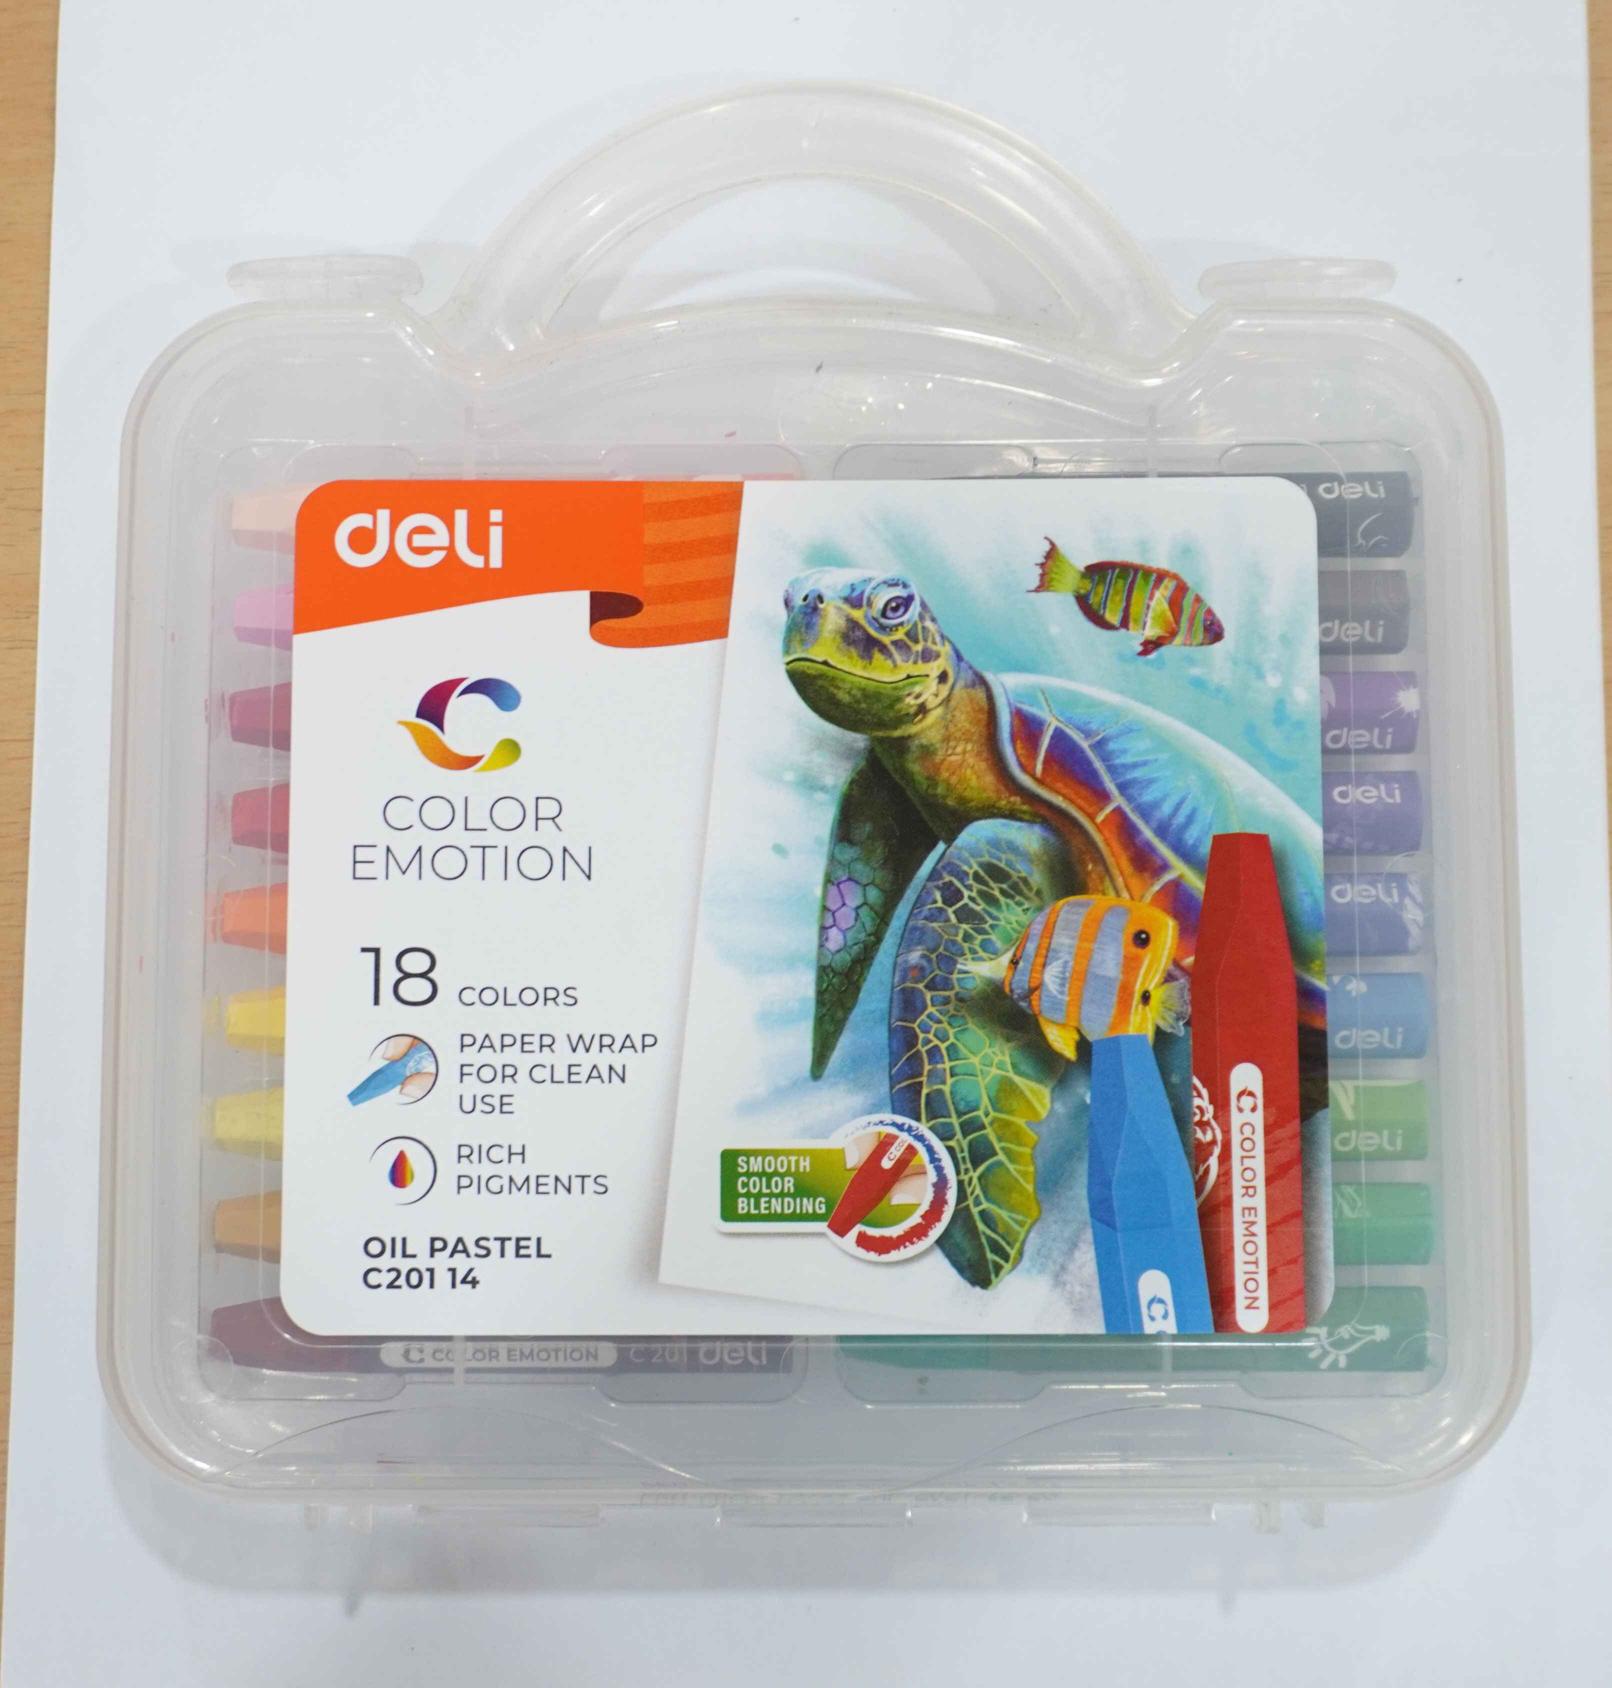 deli
COLOR
EMOTION
18 COLORS
PAPER WRAP
FOR CLEAN
USE
RICH
PIGMENTS
OIL PASTEL
C201 14
SMOOTH
COLOR
BLENDING
C COLOR EMOTION
C
deli
deli
deli
deli
deli
deli
deli
C COLOR EMOTION C 201 deli